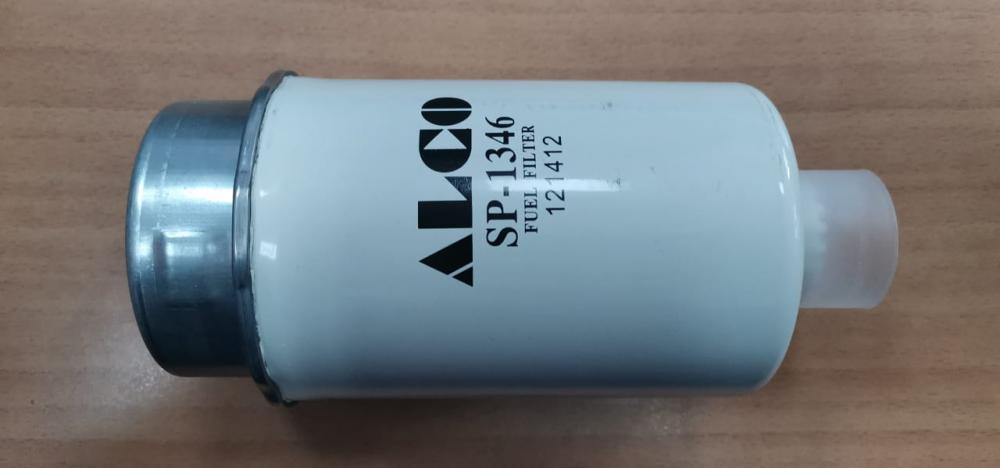 ALCO
SP-1346
FUEL FILTER
121412